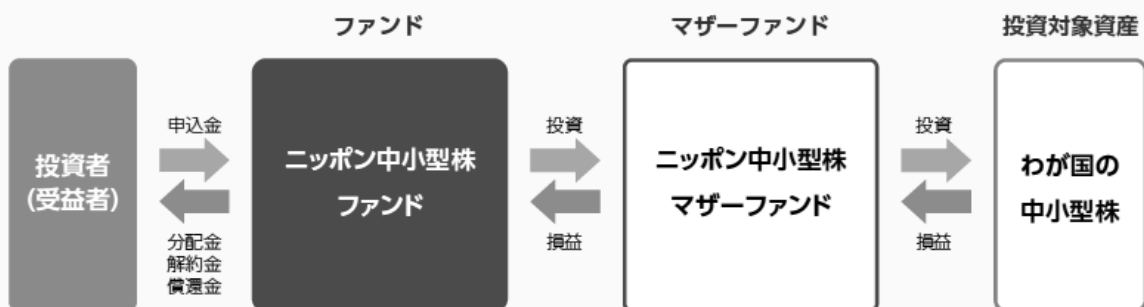 ファンド
マザーファンド
投資対象資産
投資者
(受益者)
申込金
分配金
解約金
償還金
ニッポン中小型株
ファンド
投資
損益
ニッポン中小型株
マザーファンド
投資
損益
わが国の
中小型株